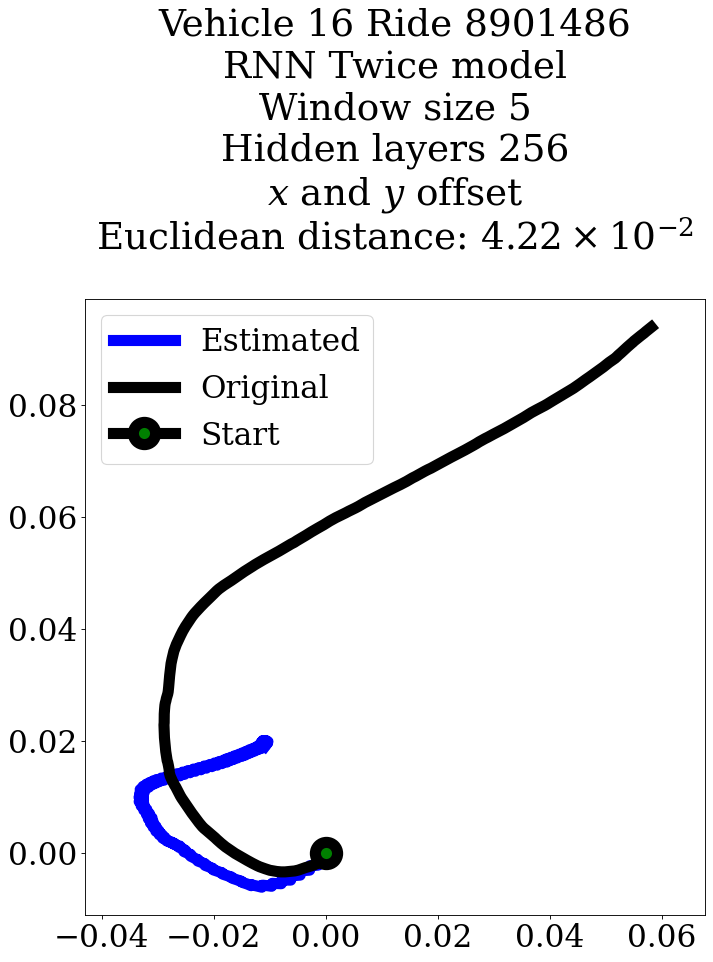 Vehicle 16 Ride 8901486
RNN Twice model
Window size 5
Hidden layers 256
x and y offset
Euclidean distance: 4.22 × 10⁻²
Estimated
Original
Start
0.08
0.06
0.04
0.02
0.00
−0.04 −0.02 0.00 0.02 0.04 0.06